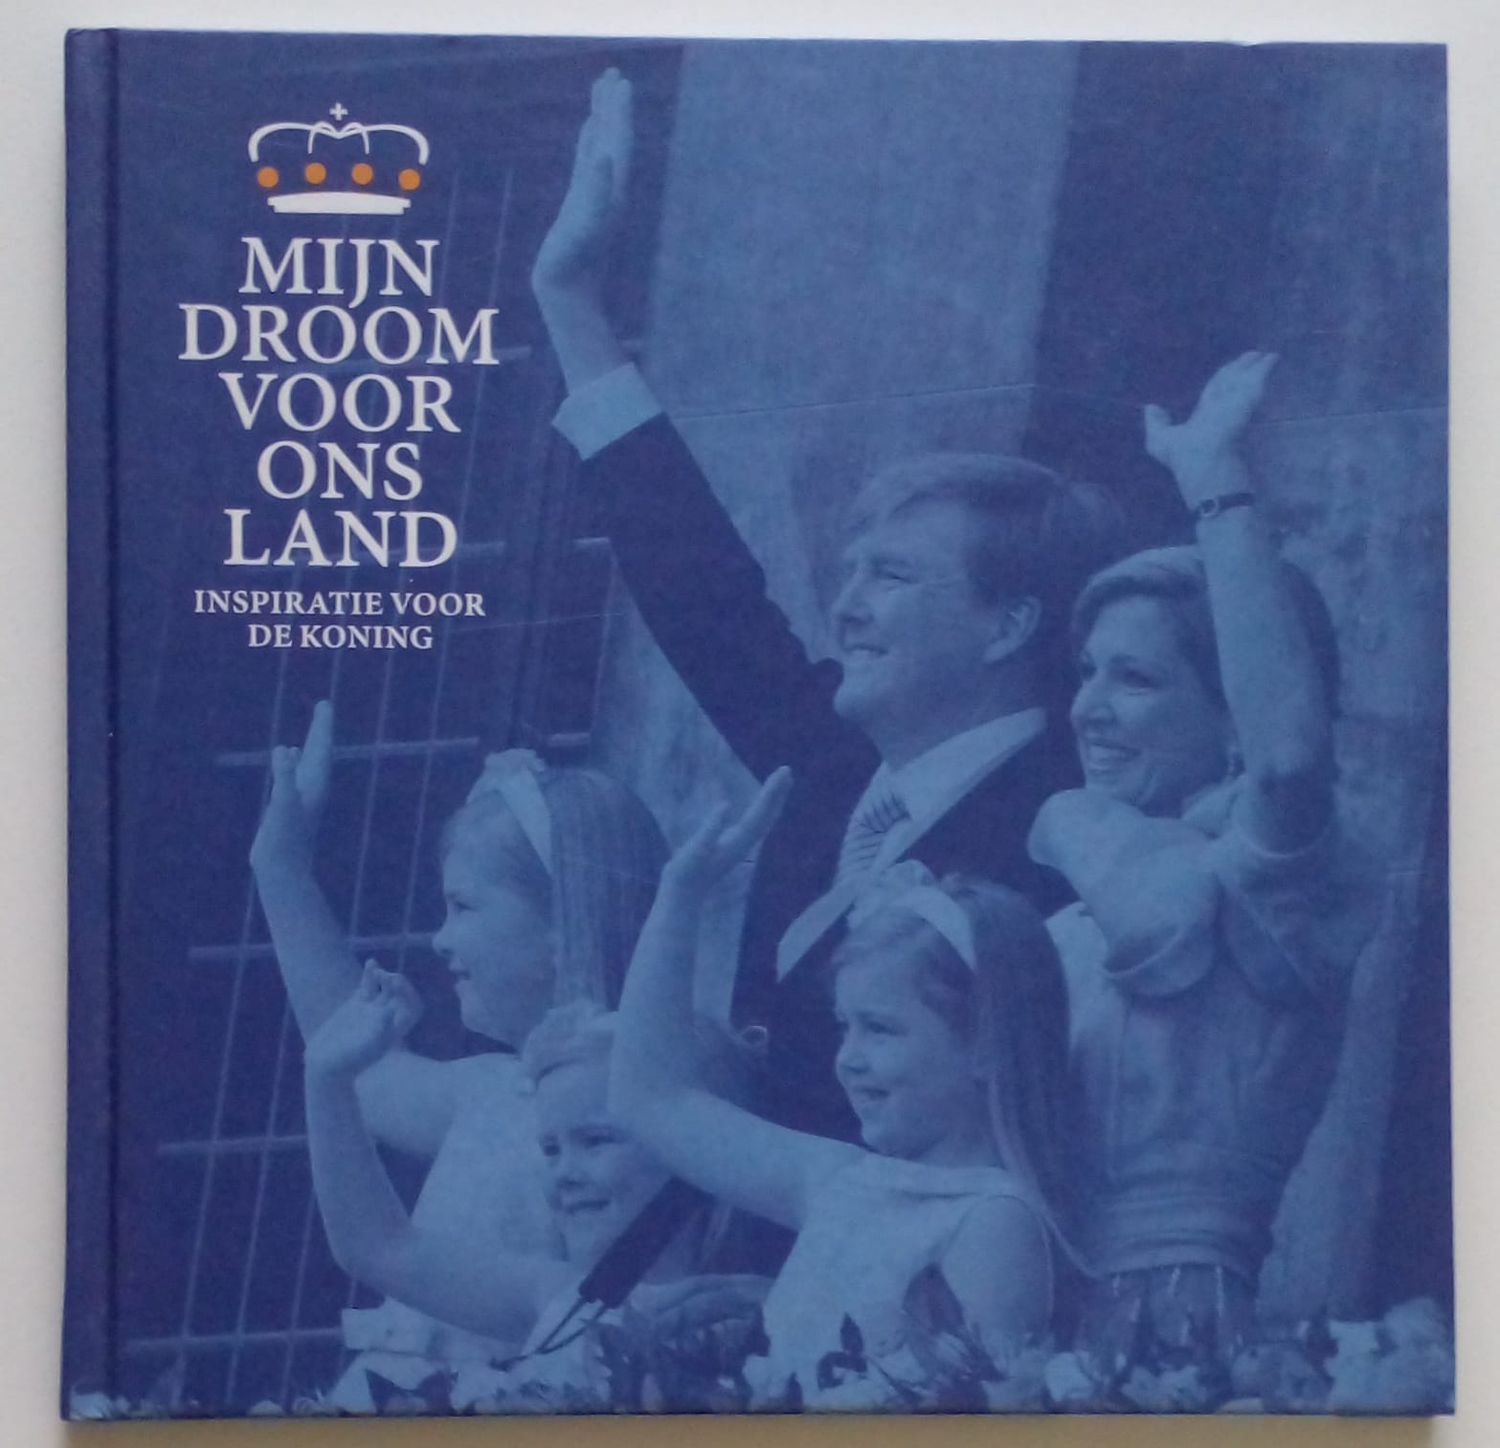 MIJN
DROOM
VOOR
ONS
LAND
INSPIRATIE VOOR
DE KONING